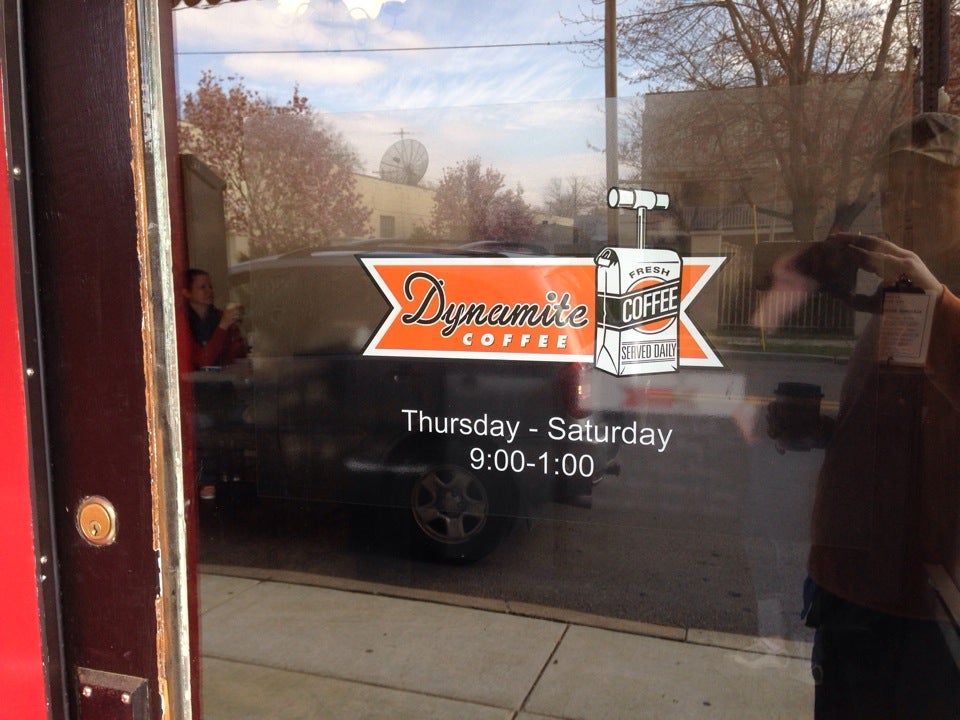 Dynamite
COFFEE
FRESH
COFFEE
SERVED DAILY
Thursday - Saturday
9:00-1:00